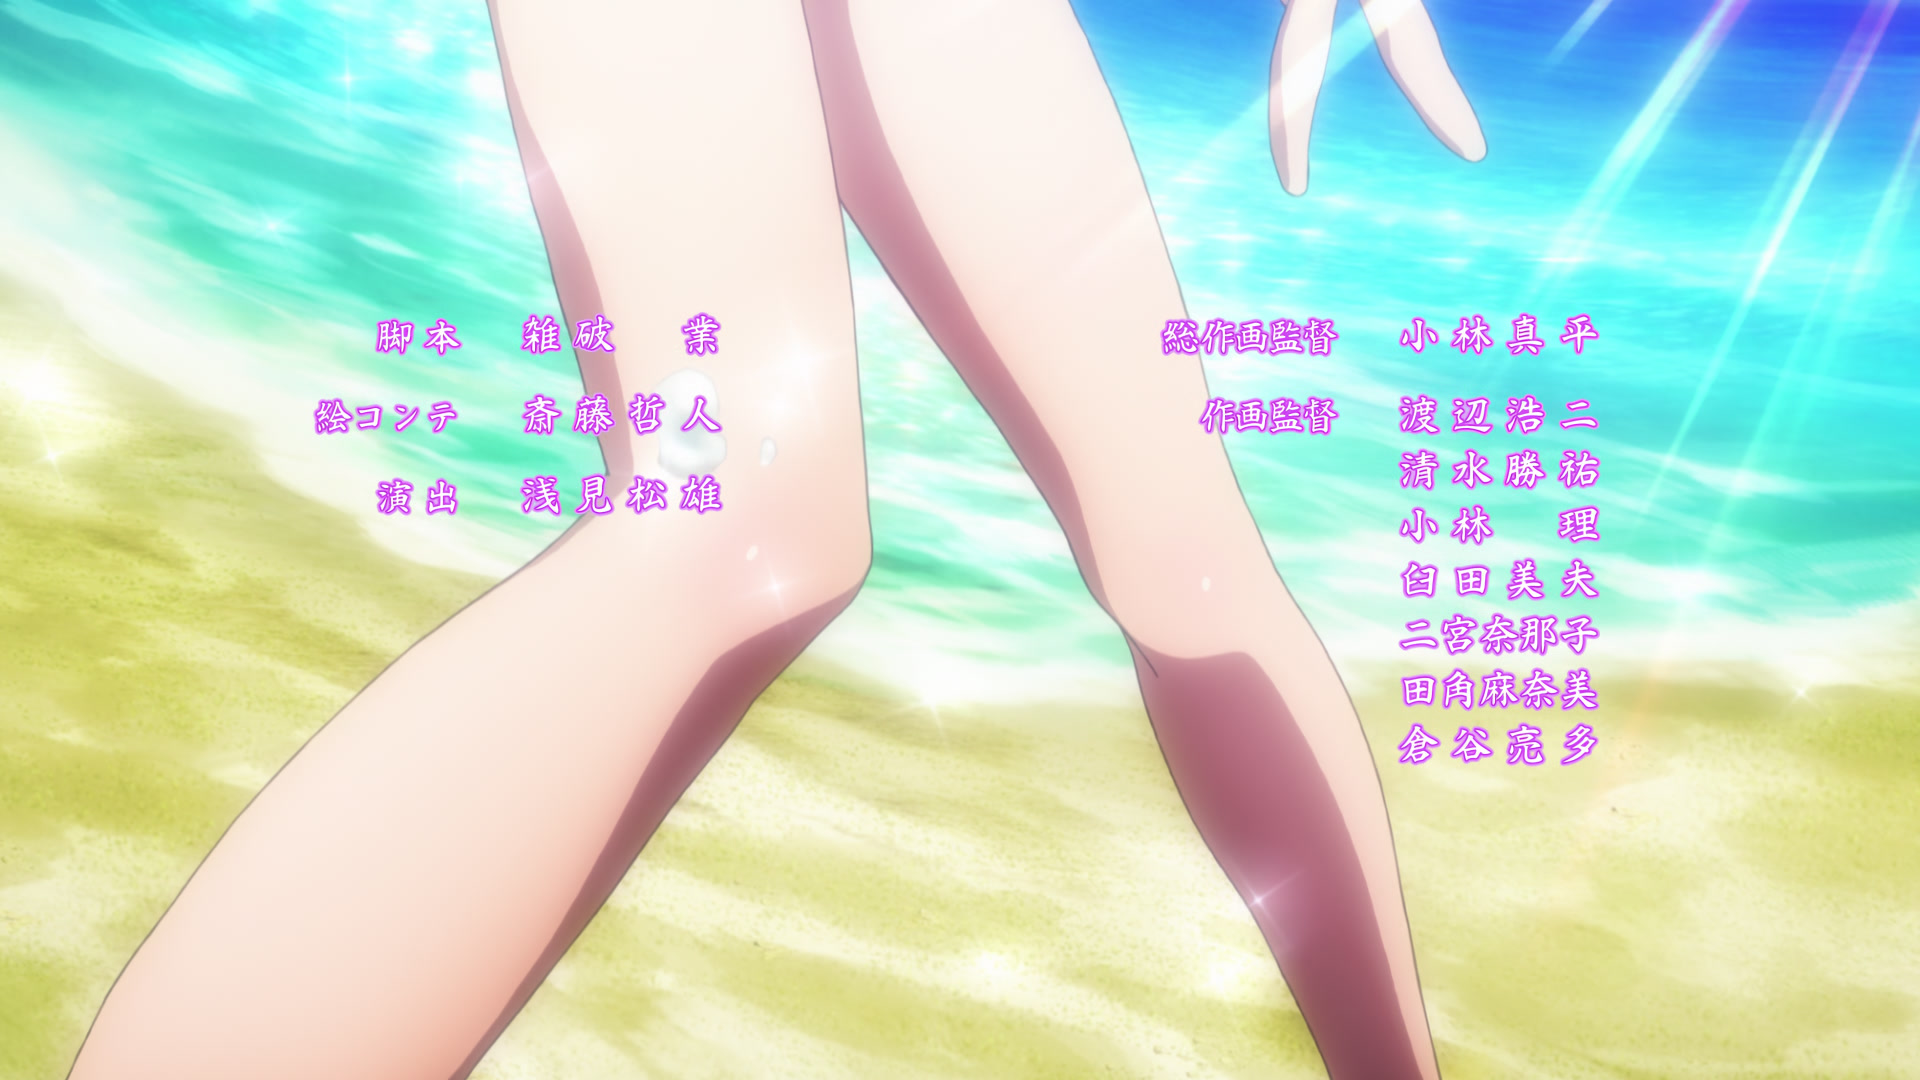 脚本 雑破 業
絵コンテ 斎藤哲人
演出 浅見松雄
総作画監督 小林真平
作画監督 渡辺浩二
清水勝祐
小林 理
臼田美夫
二宮奈那子
田角麻奈美
倉谷亮多